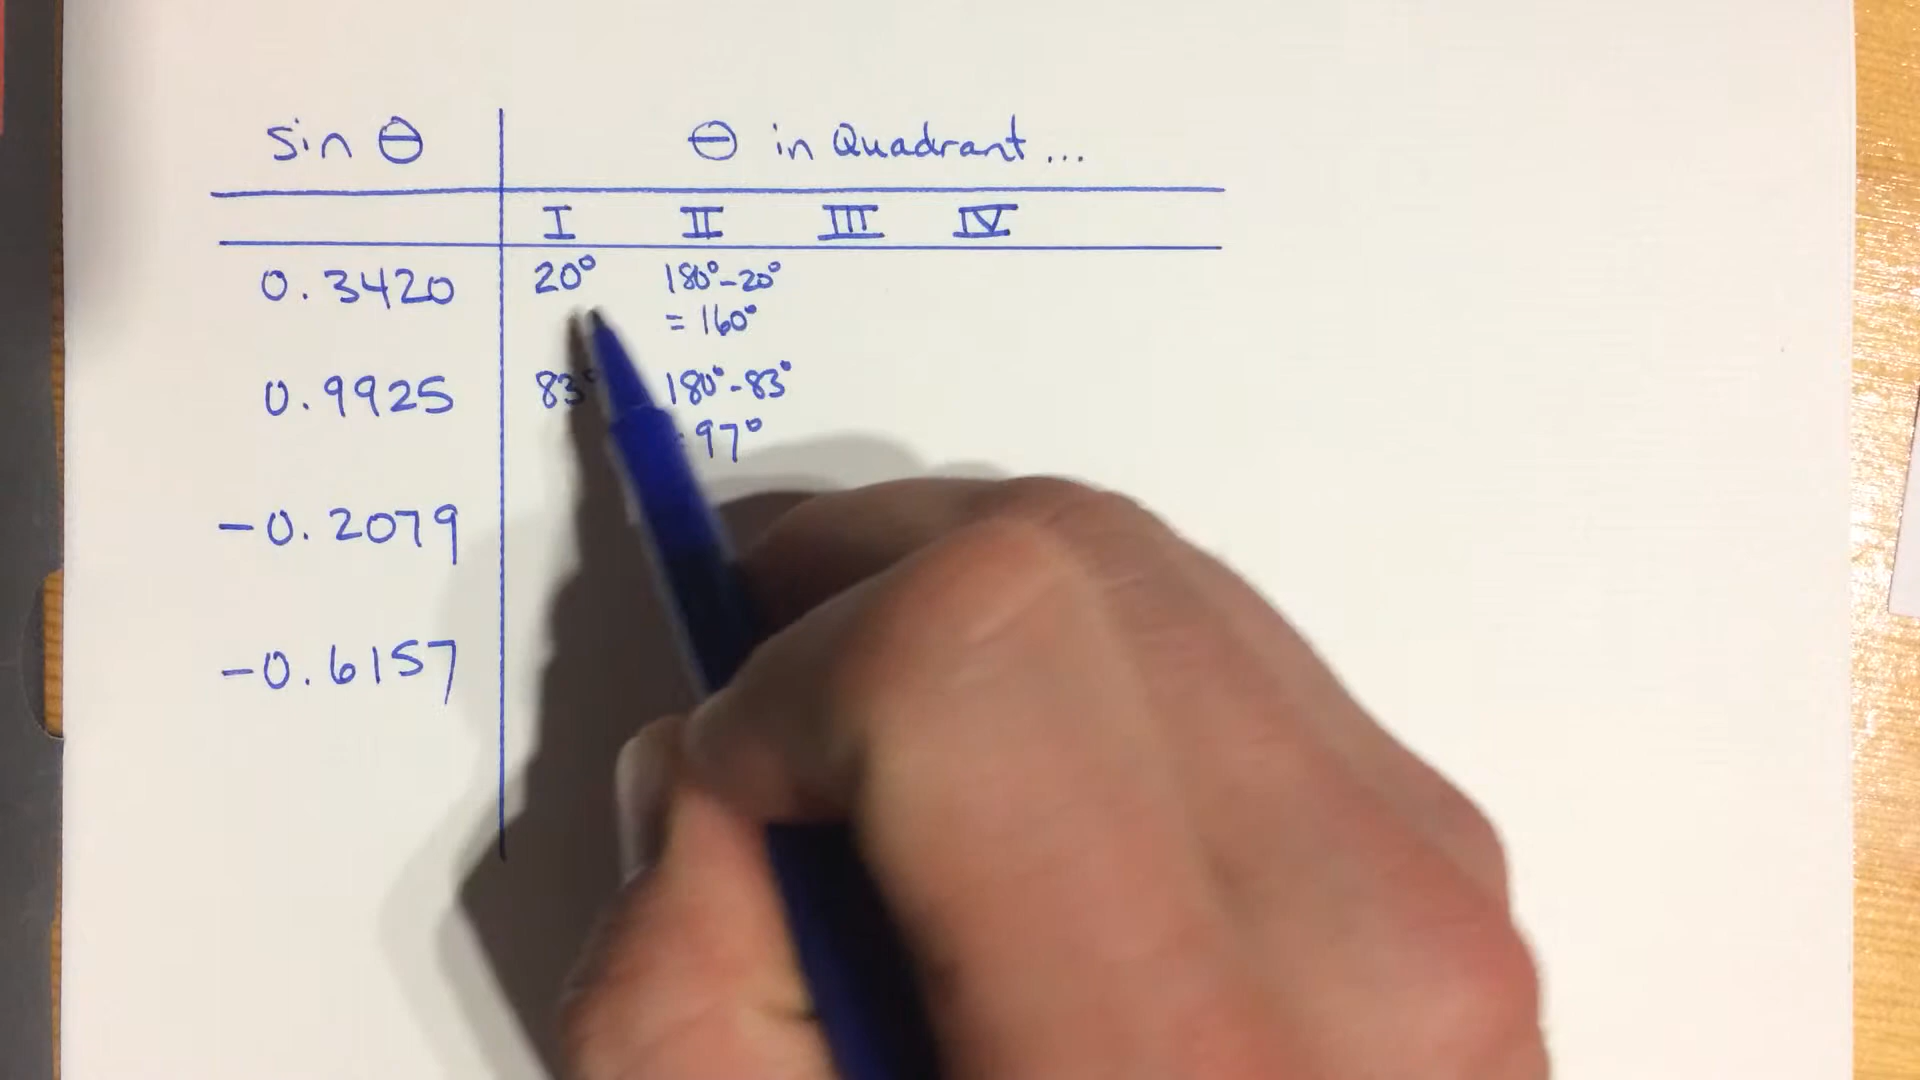 sin θ θ in Quadrant ...
I II III IV
0.3420 20° 180°-20°
= 160°
0.9925 83° 180°-83°
97°
-0.2079
-0.6157